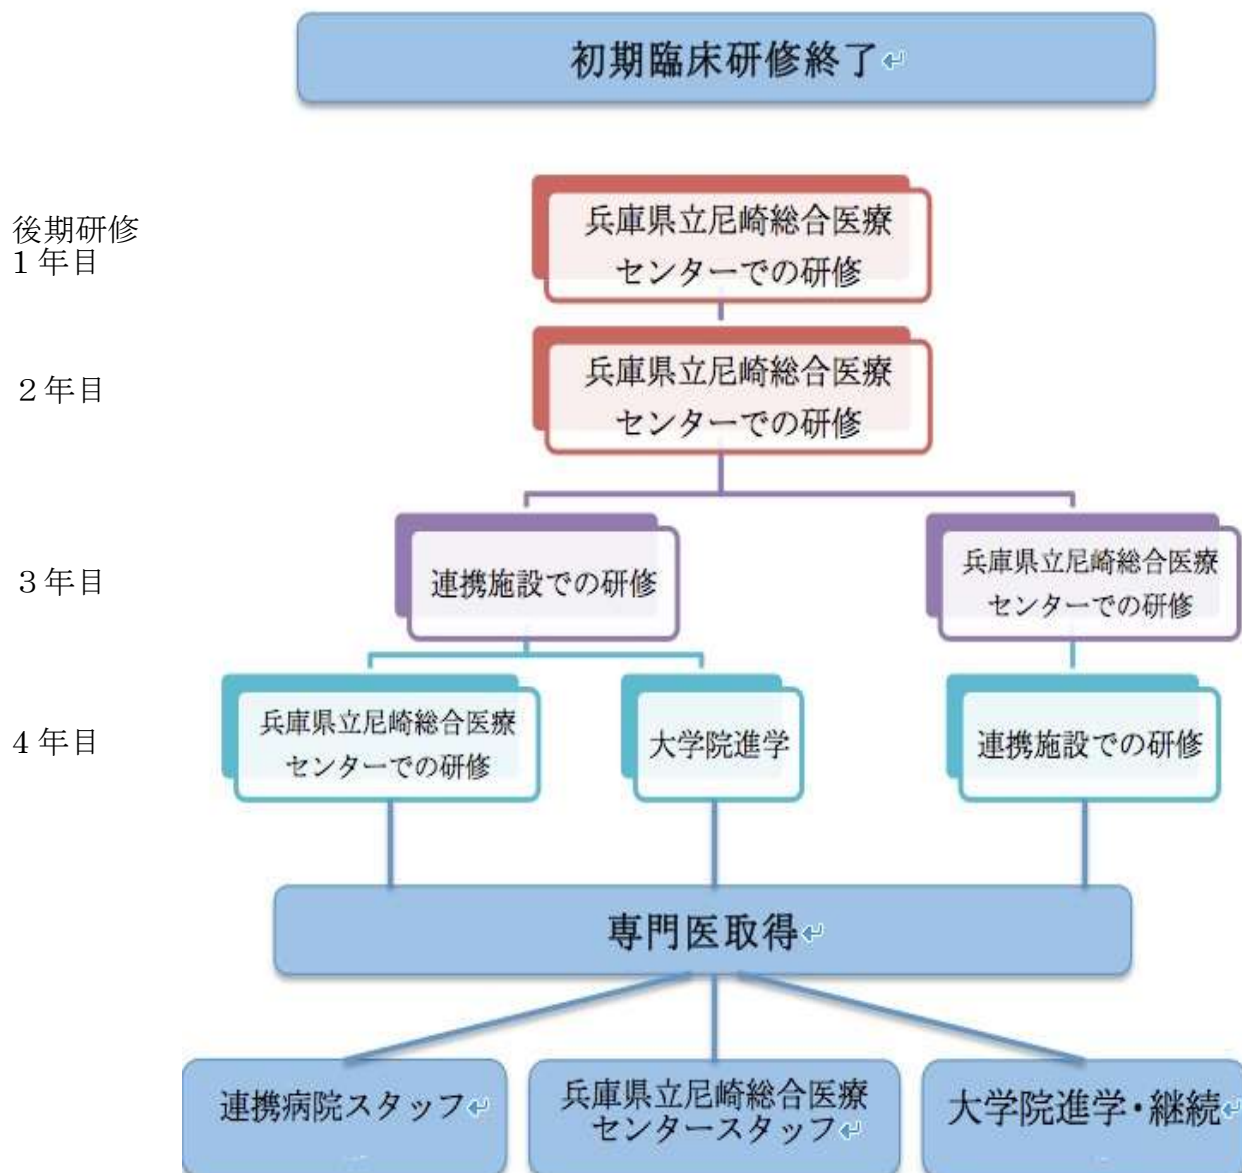 初期臨床研修終了
後期研修
1年目
兵庫県立尼崎総合医療
センターでの研修
2年目
兵庫県立尼崎総合医療
センターでの研修
3年目
連携施設での研修
兵庫県立尼崎総合医療
センターでの研修
4年目
兵庫県立尼崎総合医療
センターでの研修
大学院進学
連携施設での研修
専門医取得
連携病院スタッフ
兵庫県立尼崎総合医療
センタースタッフ
大学院進学・継続